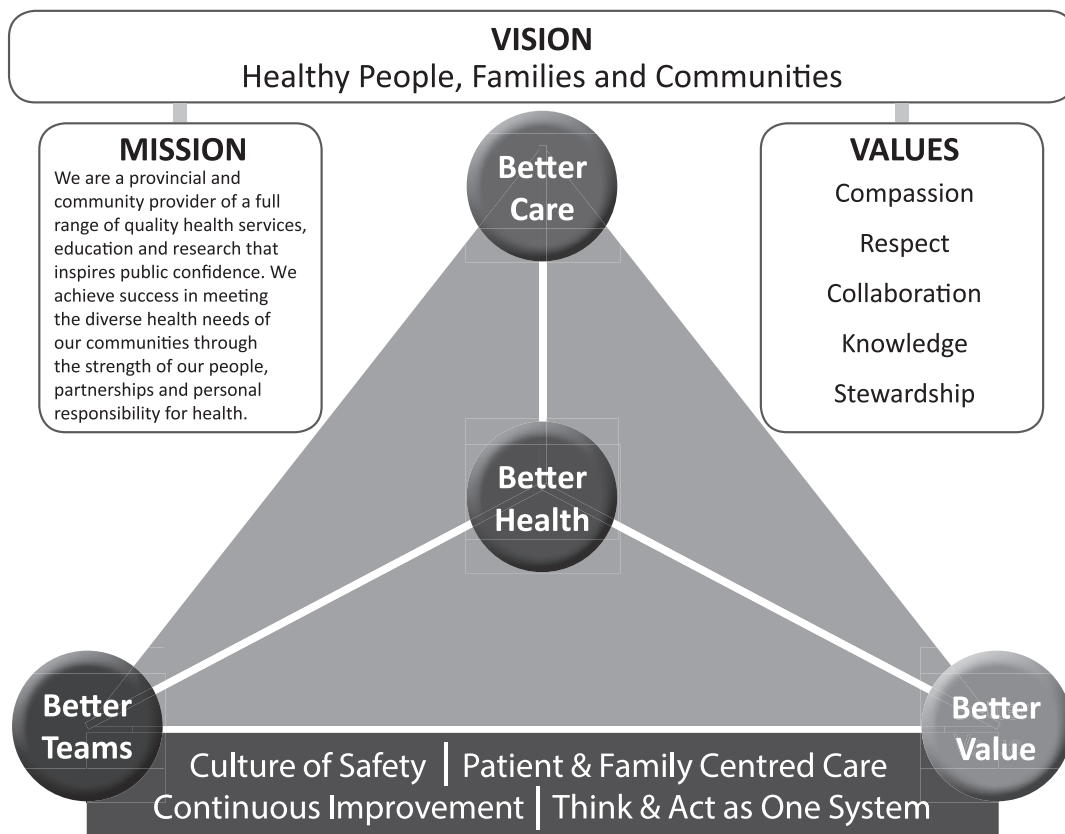 VISION
Healthy People, Families and Communities
MISSION
We are a provincial and
community provider of a full
range of quality health services,
education and research that
inspires public confidence. We
achieve success in meeting
the diverse health needs of
our communities through
the strength of our people,
partnerships and personal
responsibility for health.
VALUES
Compassion
Respect
Collaboration
Knowledge
Stewardship
Better
Care
Better
Health
Better
Teams
Better
Value
Culture of Safety | Patient & Family Centred Care
Continuous Improvement | Think & Act as One System